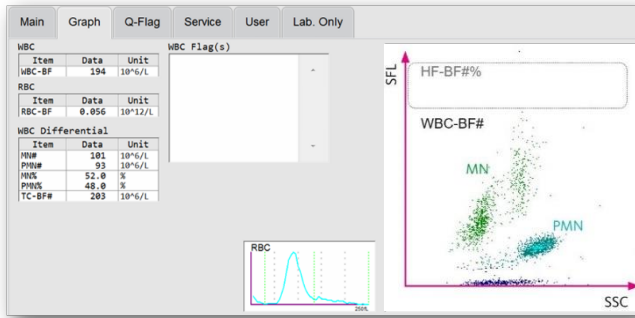 Main Graph Q-Flag Service User Lab. Only
WBC
Item Data Unit
WBC-BF 194 10^6/L
RBC
Item Data Unit
RBC-BF 0.056 10^12/L
WBC Differential
Item Data Unit
MN# 101 10^6/L
PMN# 93 10^6/L
MN% 52.0 %
PMN% 48.0 %
TC-BF# 203 10^6/L
WBC Flag(s)
RBC
250fL
SFL
HF-BF#%
WBC-BF#
MN
PMN
SSC